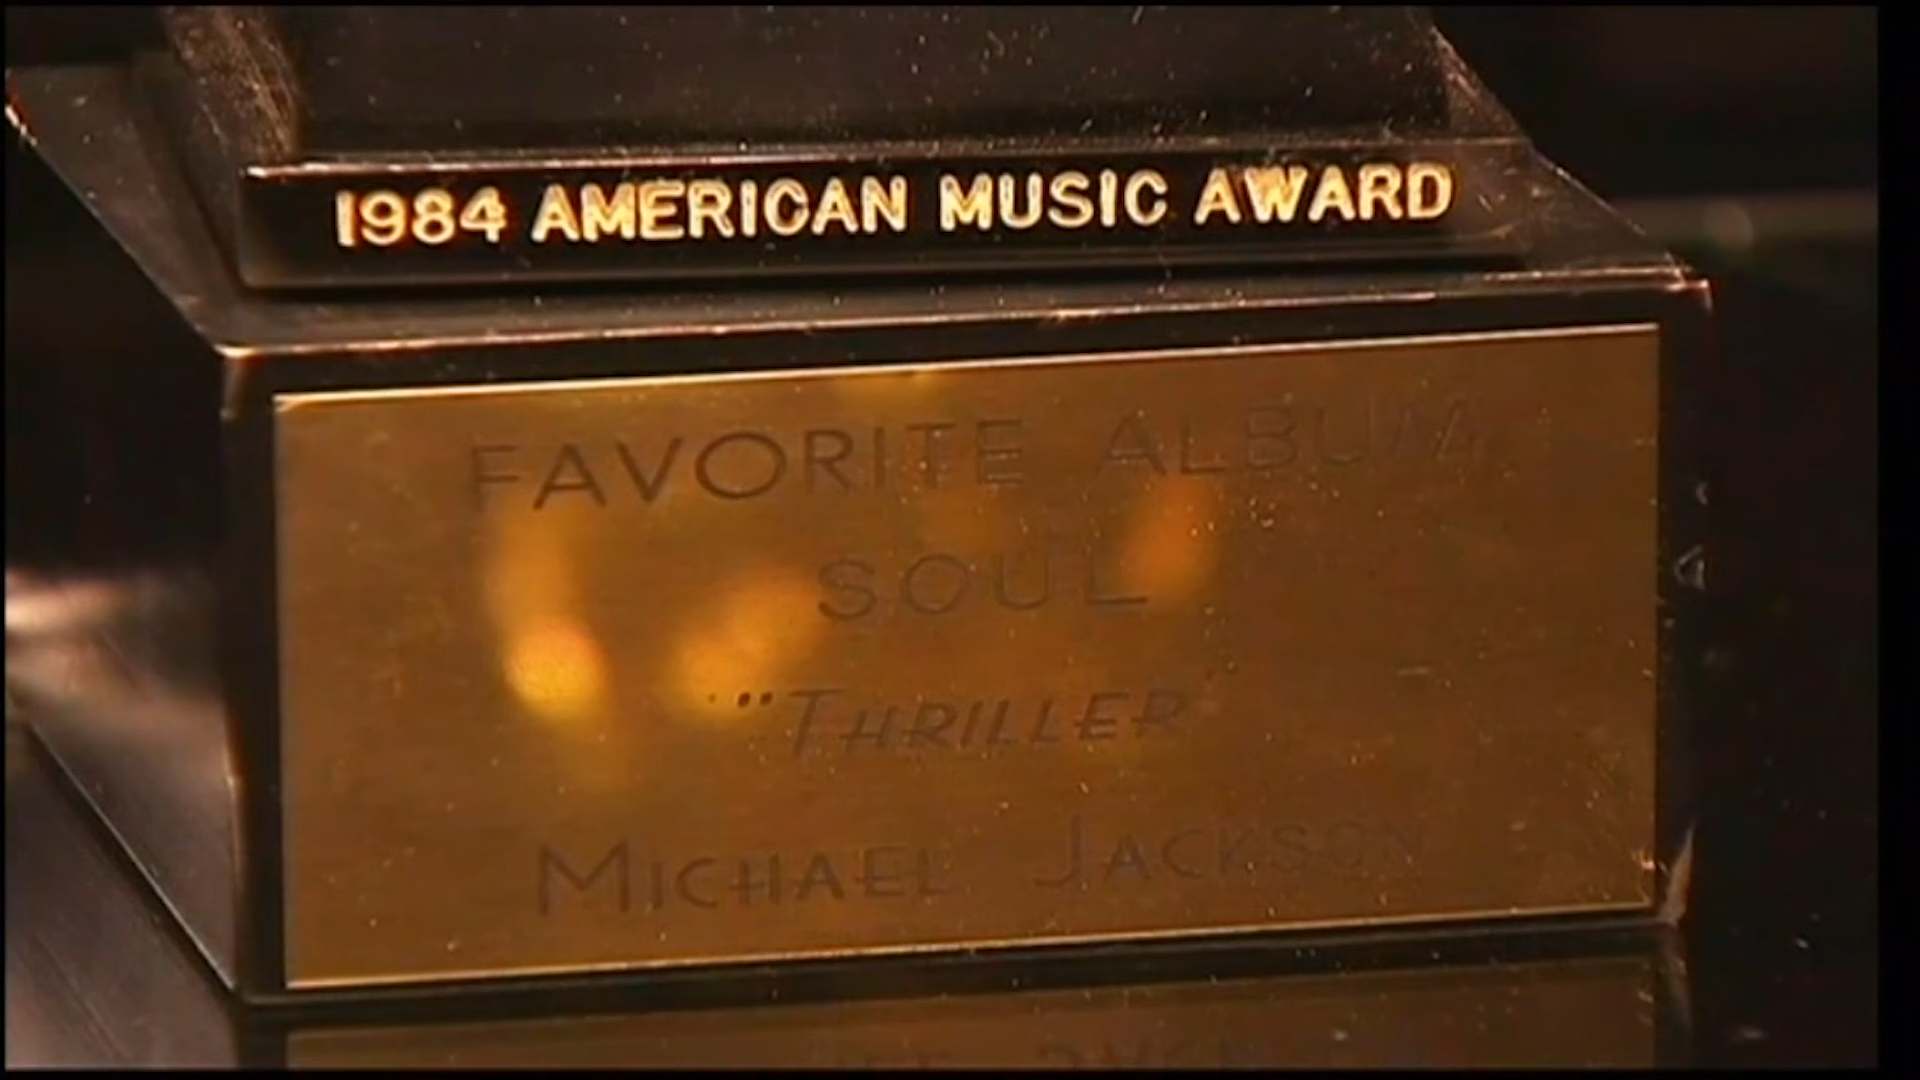 1984 AMERICAN MUSIC AWARD
FAVORITE ALBUM
SOUL
"THRILLER"
MICHAEL JACKSON